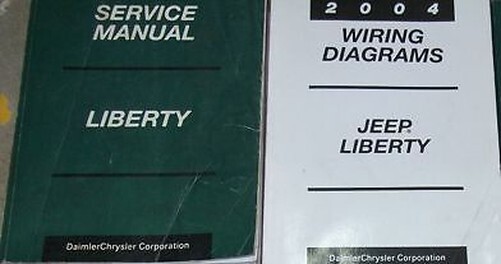 SERVICE
MANUAL
LIBERTY
DaimlerChrysler Corporation
2004
WIRING
DIAGRAMS
JEEP®
LIBERTY
DaimlerChrysler Corporation